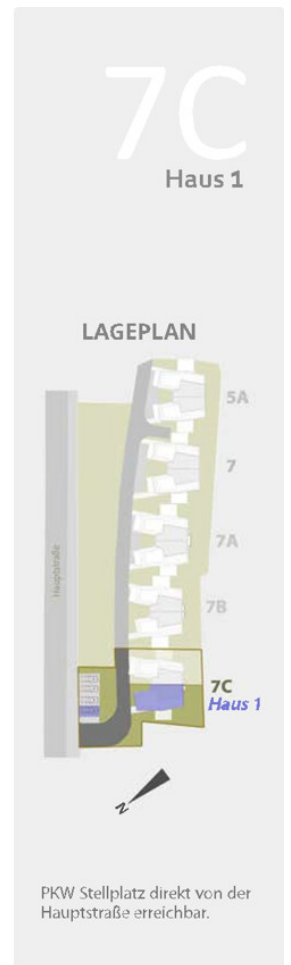 7C
Haus 1
LAGEPLAN
5A
7
7A
7B
7C
Haus 1
Hauptstraße
N
PKW Stellplatz direkt von der
Hauptstraße erreichbar.